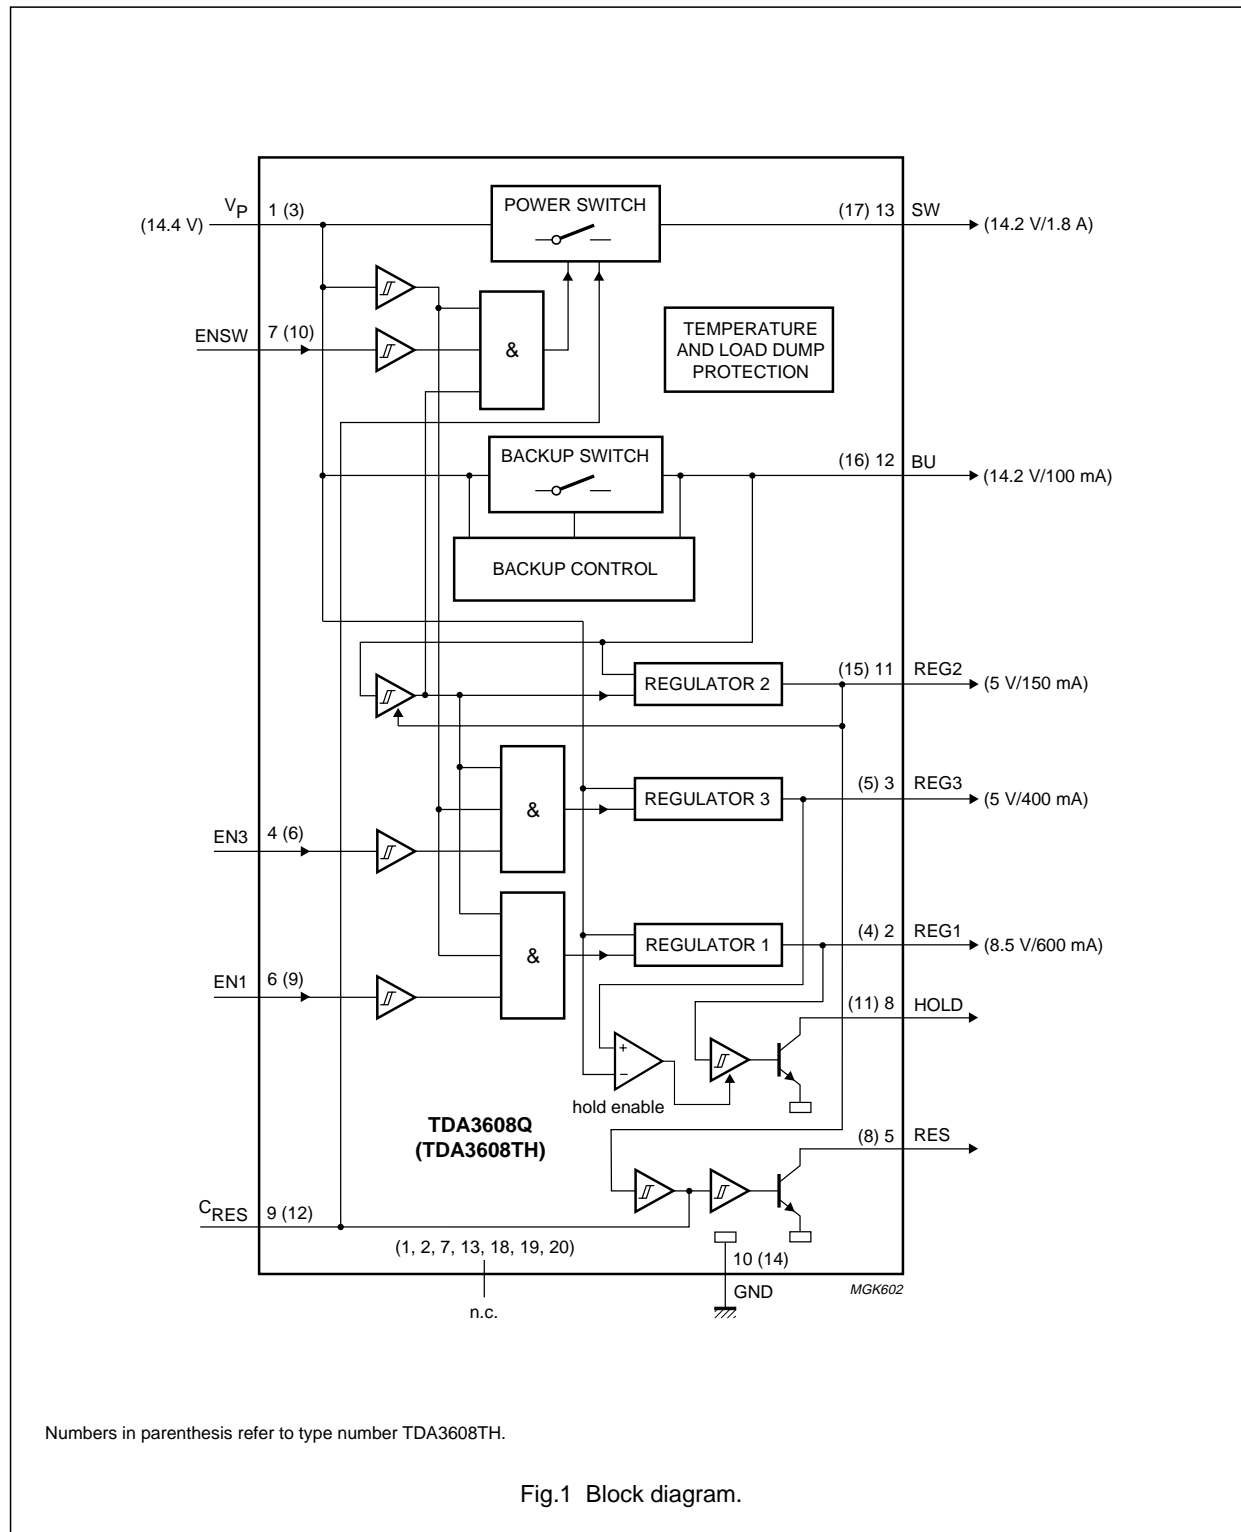 VP
(14.4 V)
1 (3)
POWER SWITCH
(17) 13
SW
(14.2 V/1.8 A)
ENSW
7 (10)
&
TEMPERATURE
AND LOAD DUMP
PROTECTION
BACKUP SWITCH
(16) 12
BU
(14.2 V/100 mA)
BACKUP CONTROL
REGULATOR 2
(15) 11
REG2
(5 V/150 mA)
&
REGULATOR 3
(5) 3
REG3
(5 V/400 mA)
EN3
4 (6)
&
REGULATOR 1
(4) 2
REG1
(8.5 V/600 mA)
EN1
6 (9)
(11) 8
HOLD
+
−
hold enable
TDA3608Q
(TDA3608TH)
(8) 5
RES
CRES
9 (12)
(1, 2, 7, 13, 18, 19, 20)
n.c.
10 (14)
GND
MGK602
Numbers in parenthesis refer to type number TDA3608TH.
Fig.1 Block diagram.